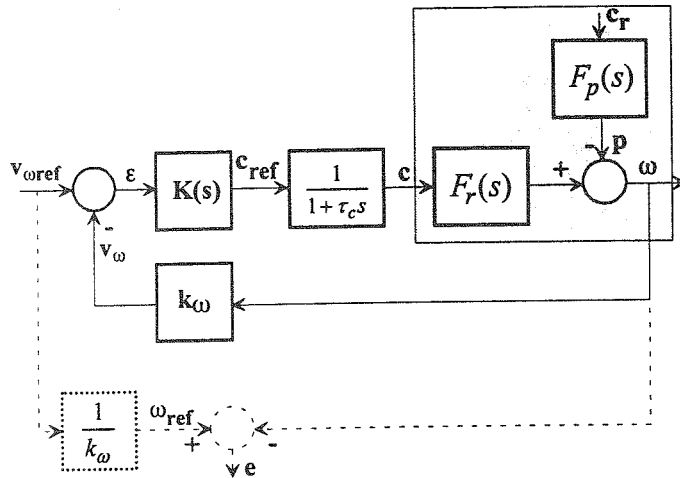 c_r
F_p(s)
- p
v_ωref ε K(s) c_ref 1 / (1 + τ_c s) c F_r(s) + ω
-
v_ω
k_ω
1 / k_ω ω_ref + -
e